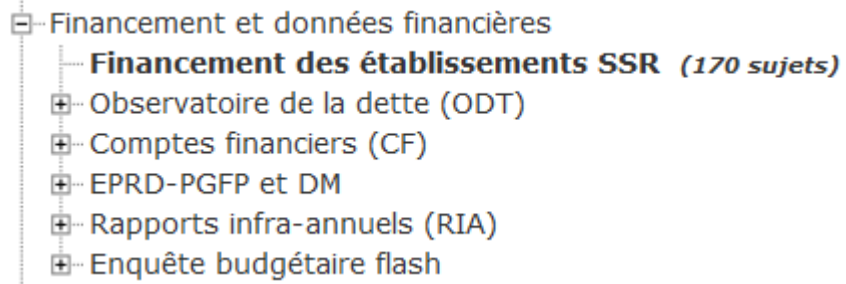 Financement et données financières
Financement des établissements SSR (170 sujets)
Observatoire de la dette (ODT)
Comptes financiers (CF)
EPRD-PGFP et DM
Rapports infra-annuels (RIA)
Enquête budgétaire flash